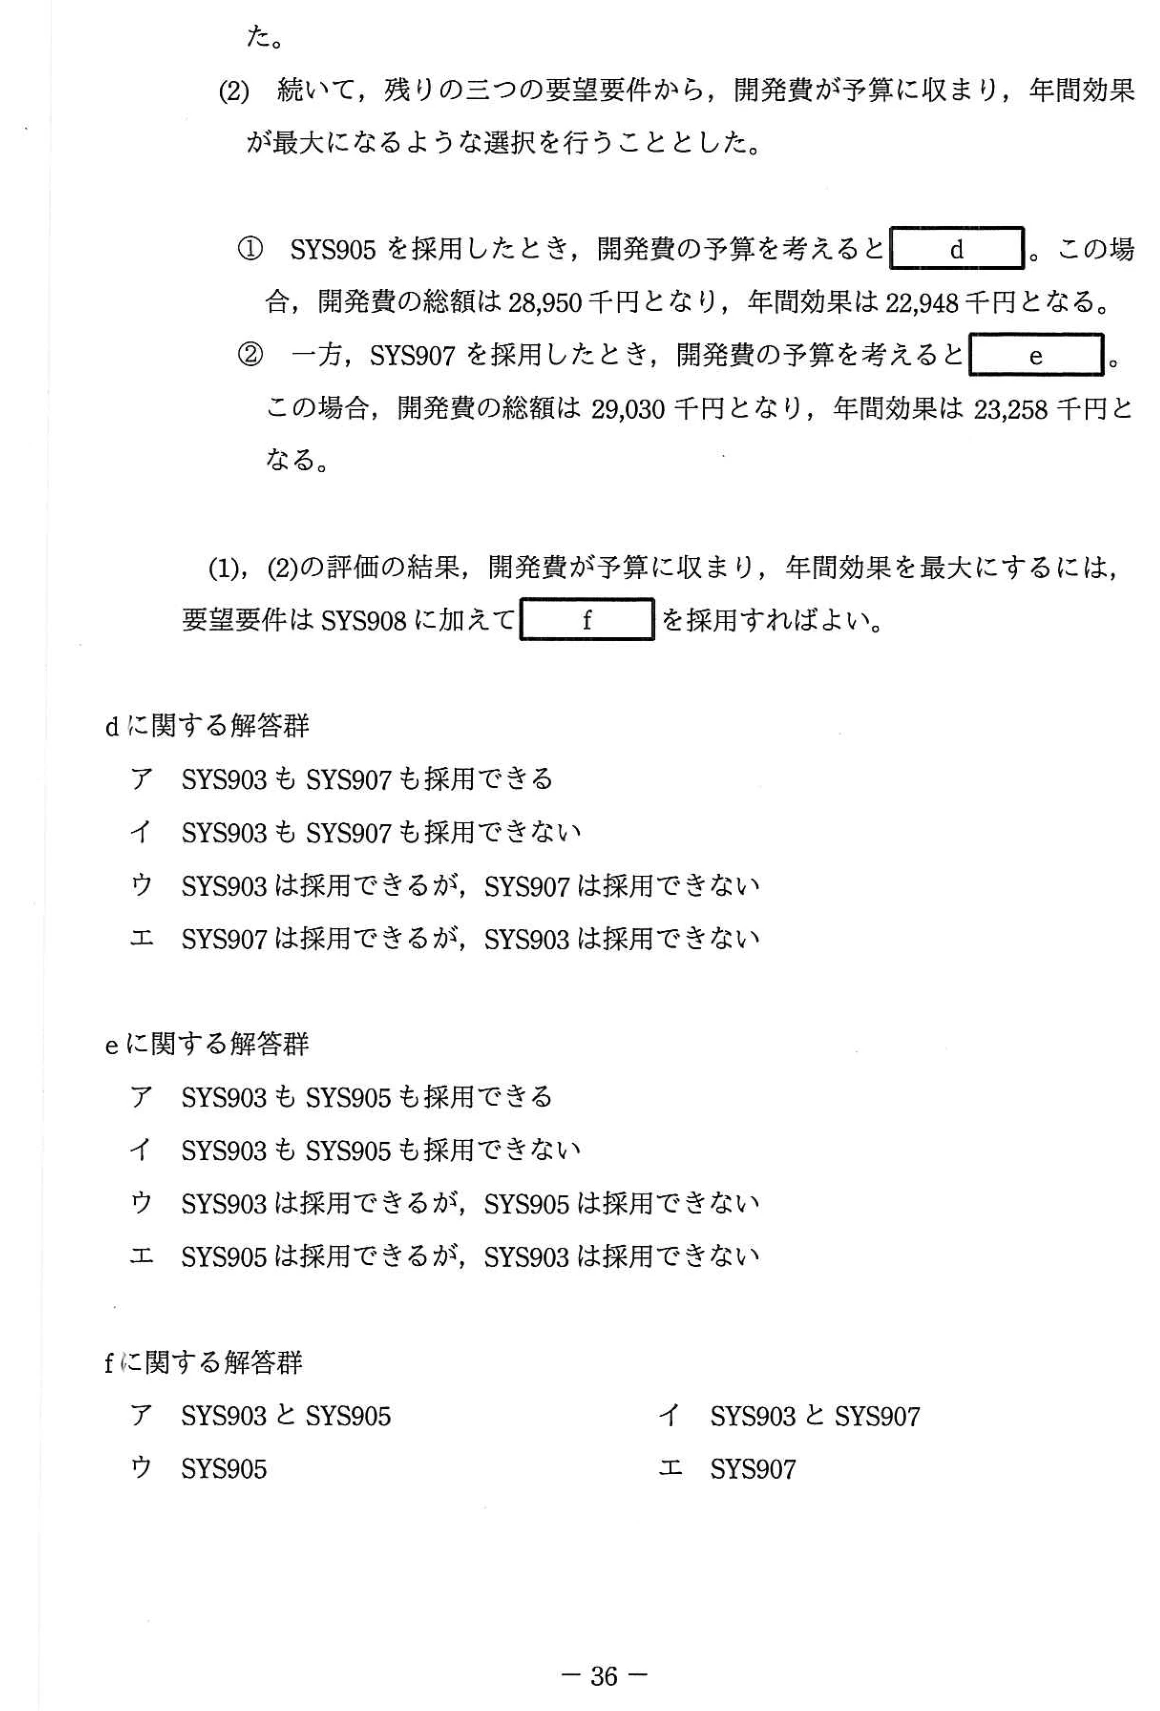 た。
(2) 続いて，残りの三つの要望要件から，開発費が予算に収まり，年間効果
が最大になるような選択を行うこととした。
① SYS905 を採用したとき，開発費の予算を考えると d 。この場
合，開発費の総額は 28,950 千円となり，年間効果は 22,948 千円となる。
② 一方，SYS907 を採用したとき，開発費の予算を考えると e 。
この場合，開発費の総額は 29,030 千円となり，年間効果は 23,258 千円と
なる。
(1)，(2)の評価の結果，開発費が予算に収まり，年間効果を最大にするには，
要望要件は SYS908 に加えて f を採用すればよい。
d に関する解答群
ア SYS903 も SYS907 も採用できる
イ SYS903 も SYS907 も採用できない
ウ SYS903 は採用できるが，SYS907 は採用できない
エ SYS907 は採用できるが，SYS903 は採用できない
e に関する解答群
ア SYS903 も SYS905 も採用できる
イ SYS903 も SYS905 も採用できない
ウ SYS903 は採用できるが，SYS905 は採用できない
エ SYS905 は採用できるが，SYS903 は採用できない
f に関する解答群
ア SYS903 と SYS905 イ SYS903 と SYS907
ウ SYS905 エ SYS907
－ 36 －